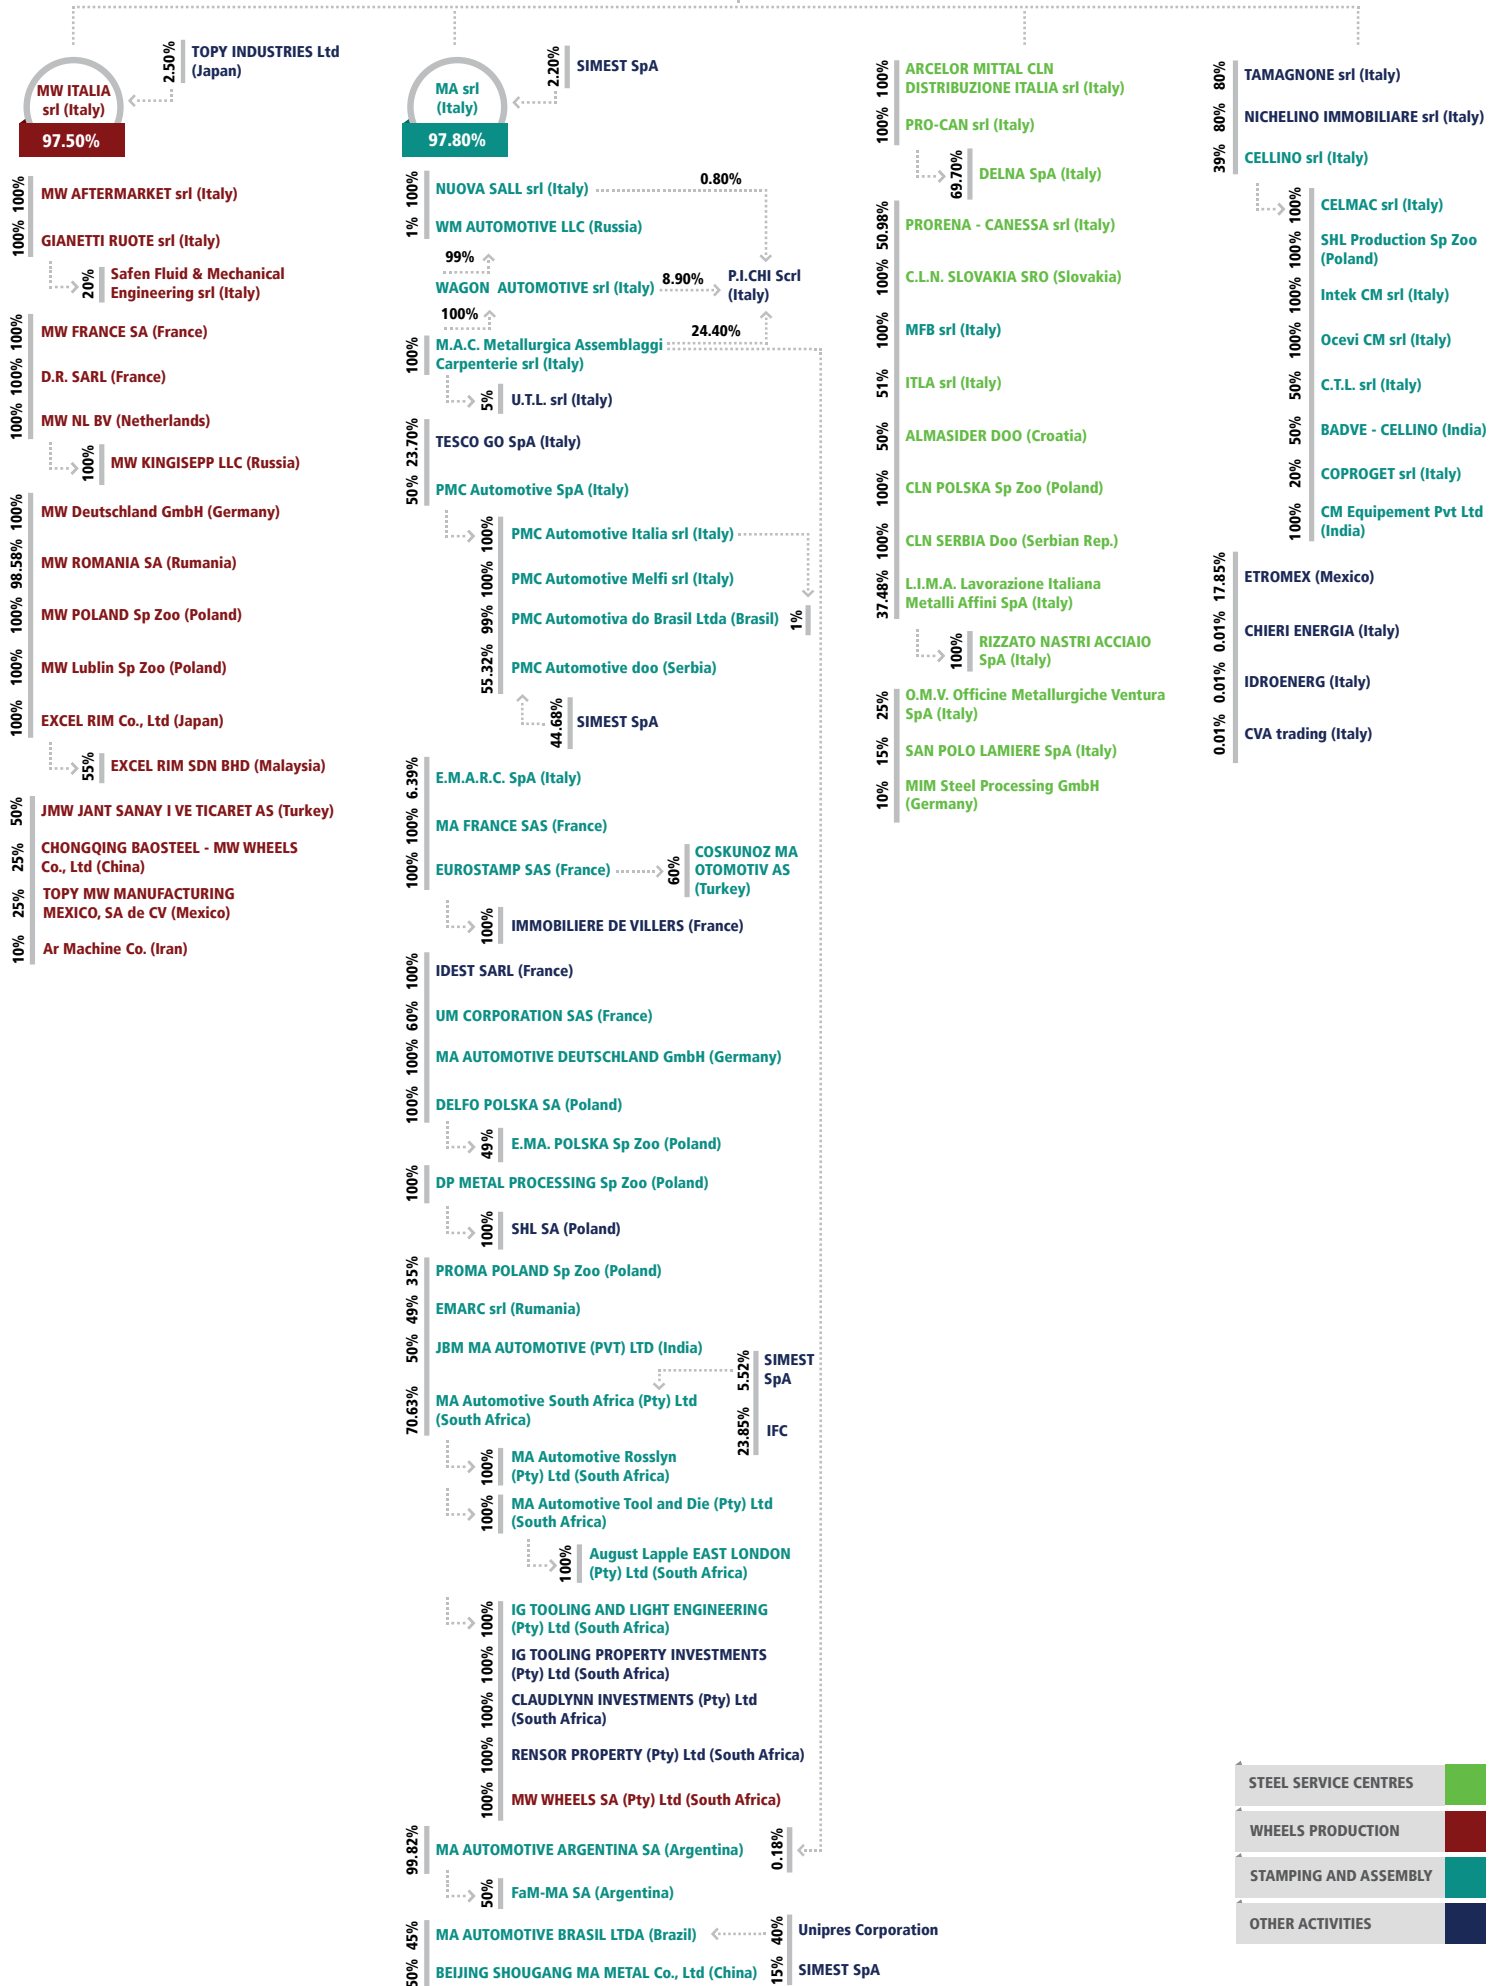 2.50%
TOPY INDUSTRIES Ltd
(Japan)
MW ITALIA
srl (Italy)
97.50%
100%
MW AFTERMARKET srl (Italy)
100%
GIANETTI RUOTE srl (Italy)
20%
Safen Fluid & Mechanical
Engineering srl (Italy)
100%
MW FRANCE SA (France)
100%
D.R. SARL (France)
100%
MW NL BV (Netherlands)
100%
MW KINGISEPP LLC (Russia)
100%
MW Deutschland GmbH (Germany)
98.58%
MW ROMANIA SA (Rumania)
100%
MW POLAND Sp Zoo (Poland)
100%
MW Lublin Sp Zoo (Poland)
100%
EXCEL RIM Co., Ltd (Japan)
55%
EXCEL RIM SDN BHD (Malaysia)
50%
JMW JANT SANAY I VE TICARET AS (Turkey)
25%
CHONGQING BAOSTEEL - MW WHEELS
Co., Ltd (China)
25%
TOPY MW MANUFACTURING
MEXICO, SA de CV (Mexico)
10%
Ar Machine Co. (Iran)
2.20%
SIMEST SpA
MA srl
(Italy)
97.80%
100%
NUOVA SALL srl (Italy)
0.80%
1%
WM AUTOMOTIVE LLC (Russia)
99%
WAGON AUTOMOTIVE srl (Italy)
8.90%
P.I.CHI Scrl
(Italy)
100%
24.40%
100%
M.A.C. Metallurgica Assemblaggi
Carpenterie srl (Italy)
5%
U.T.L. srl (Italy)
23.70%
TESCO GO SpA (Italy)
50%
PMC Automotive SpA (Italy)
100%
PMC Automotive Italia srl (Italy)
100%
PMC Automotive Melfi srl (Italy)
99%
PMC Automotiva do Brasil Ltda (Brasil)
1%
55.32%
PMC Automotive doo (Serbia)
44.68%
SIMEST SpA
6.39%
E.M.A.R.C. SpA (Italy)
100%
MA FRANCE SAS (France)
100%
EUROSTAMP SAS (France)
60%
COSKUNOZ MA
OTOMOTIV AS
(Turkey)
100%
IMMOBILIERE DE VILLERS (France)
100%
IDEST SARL (France)
60%
UM CORPORATION SAS (France)
100%
MA AUTOMOTIVE DEUTSCHLAND GmbH (Germany)
100%
DELFO POLSKA SA (Poland)
49%
E.MA. POLSKA Sp Zoo (Poland)
100%
DP METAL PROCESSING Sp Zoo (Poland)
100%
SHL SA (Poland)
35%
PROMA POLAND Sp Zoo (Poland)
49%
EMARC srl (Rumania)
50%
JBM MA AUTOMOTIVE (PVT) LTD (India)
5.52%
SIMEST
SpA
70.63%
MA Automotive South Africa (Pty) Ltd
(South Africa)
23.85%
IFC
100%
MA Automotive Rosslyn
(Pty) Ltd (South Africa)
100%
MA Automotive Tool and Die (Pty) Ltd
(South Africa)
100%
August Lapple EAST LONDON
(Pty) Ltd (South Africa)
100%
IG TOOLING AND LIGHT ENGINEERING
(Pty) Ltd (South Africa)
100%
IG TOOLING PROPERTY INVESTMENTS
(Pty) Ltd (South Africa)
100%
CLAUDLYNN INVESTMENTS (Pty) Ltd
(South Africa)
100%
RENSOR PROPERTY (Pty) Ltd (South Africa)
100%
MW WHEELS SA (Pty) Ltd (South Africa)
99.82%
MA AUTOMOTIVE ARGENTINA SA (Argentina)
0.18%
50%
FaM-MA SA (Argentina)
45%
MA AUTOMOTIVE BRASIL LTDA (Brazil)
40%
Unipres Corporation
50%
BEIJING SHOUGANG MA METAL Co., Ltd (China)
15%
SIMEST SpA
100%
ARCELOR MITTAL CLN
DISTRIBUZIONE ITALIA srl (Italy)
100%
PRO-CAN srl (Italy)
69.70%
DELNA SpA (Italy)
50.98%
PRORENA - CANESSA srl (Italy)
100%
C.L.N. SLOVAKIA SRO (Slovakia)
100%
MFB srl (Italy)
51%
ITLA srl (Italy)
50%
ALMASIDER DOO (Croatia)
100%
CLN POLSKA Sp Zoo (Poland)
100%
CLN SERBIA Doo (Serbian Rep.)
37.48%
L.I.M.A. Lavorazione Italiana
Metalli Affini SpA (Italy)
100%
RIZZATO NASTRI ACCIAIO
SpA (Italy)
25%
O.M.V. Officine Metallurgiche Ventura
SpA (Italy)
15%
SAN POLO LAMIERE SpA (Italy)
10%
MIM Steel Processing GmbH
(Germany)
80%
TAMAGNONE srl (Italy)
80%
NICHELINO IMMOBILIARE srl (Italy)
39%
CELLINO srl (Italy)
100%
CELMAC srl (Italy)
100%
SHL Production Sp Zoo
(Poland)
100%
Intek CM srl (Italy)
100%
Ocevi CM srl (Italy)
50%
C.T.L. srl (Italy)
50%
BADVE - CELLINO (India)
20%
COPROGET srl (Italy)
100%
CM Equipement Pvt Ltd
(India)
17.85%
ETROMEX (Mexico)
0.01%
CHIERI ENERGIA (Italy)
0.01%
IDROENERG (Italy)
0.01%
CVA trading (Italy)
STEEL SERVICE CENTRES
WHEELS PRODUCTION
STAMPING AND ASSEMBLY
OTHER ACTIVITIES